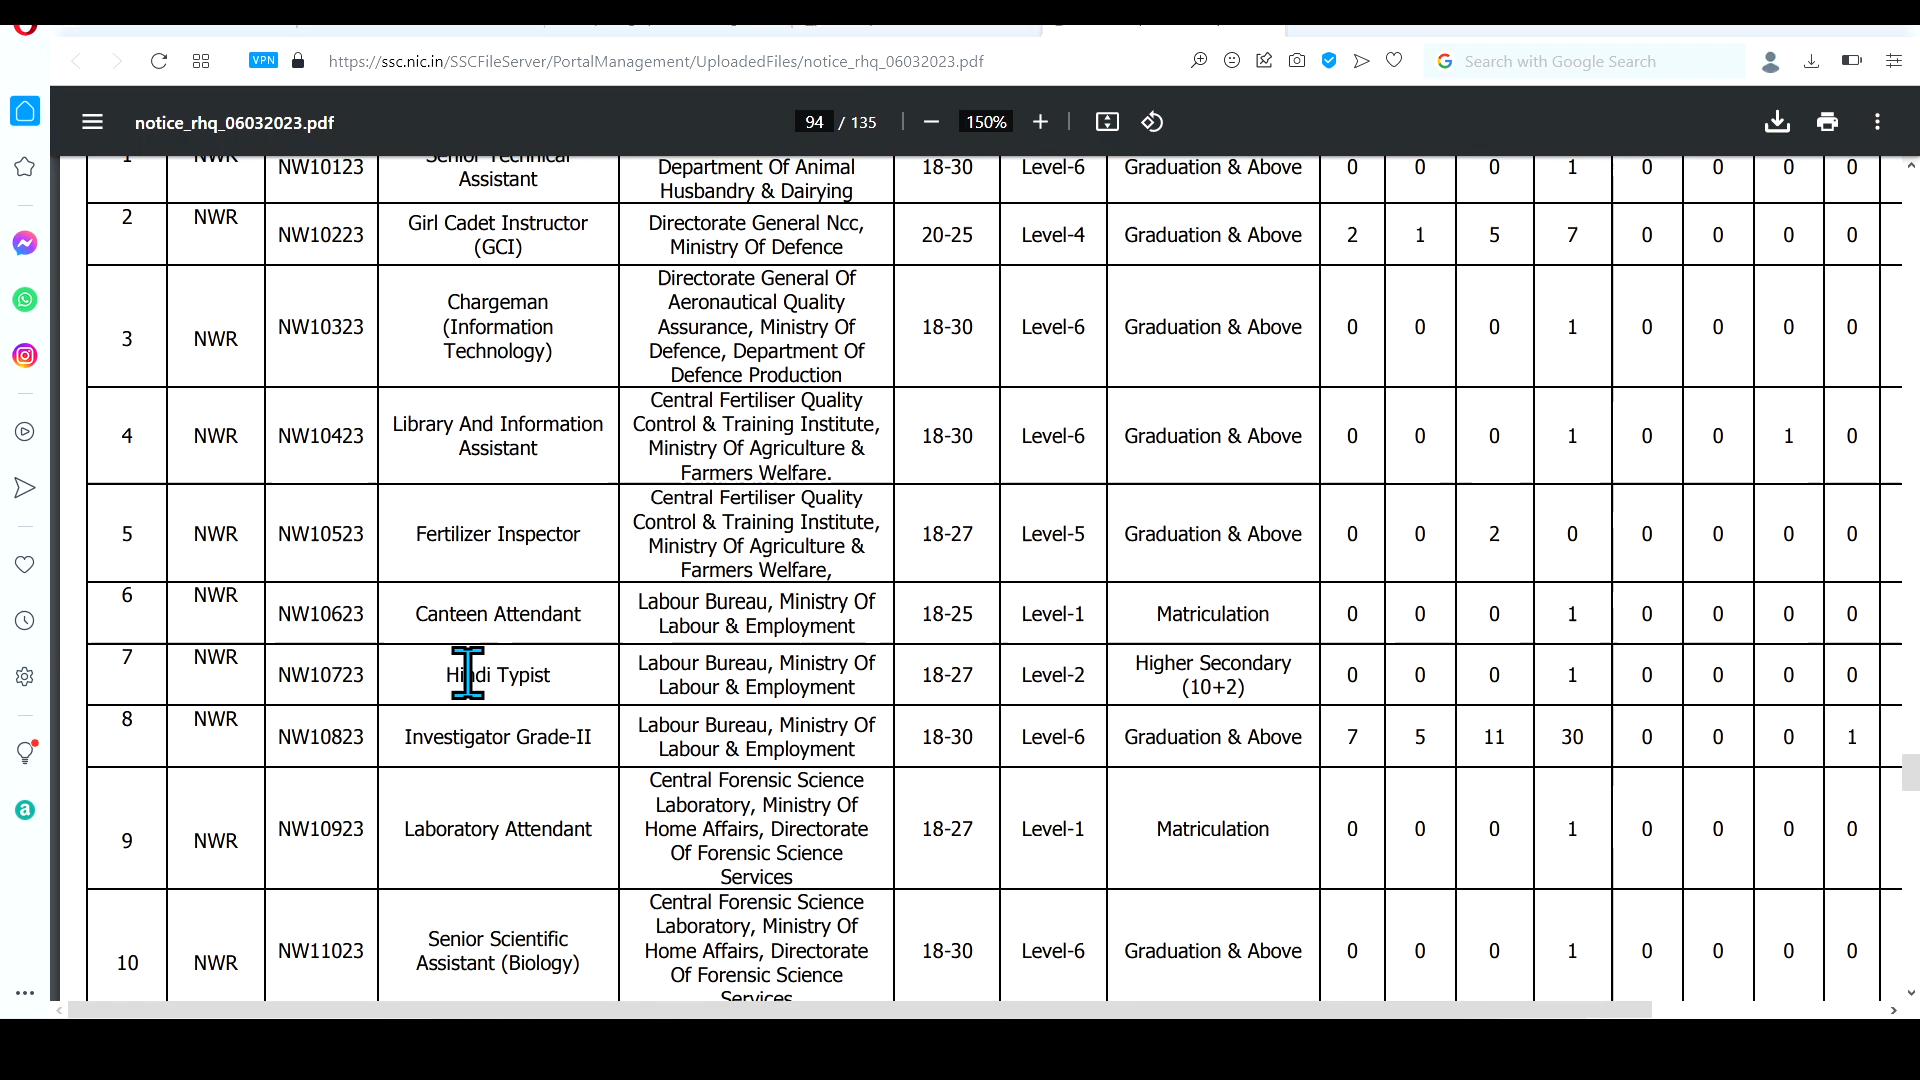 VPN
https://ssc.nic.in/SSCFileServer/PortalManagement/UploadedFiles/notice_rhq_06032023.pdf
Search with Google Search
notice_rhq_06032023.pdf
94 / 135
150%
1 NWR NW10123 Senior Technical Assistant Department Of Animal Husbandry & Dairying 18-30 Level-6 Graduation & Above 0 0 0 1 0 0 0 0
2 NWR NW10223 Girl Cadet Instructor (GCI) Directorate General Ncc, Ministry Of Defence 20-25 Level-4 Graduation & Above 2 1 5 7 0 0 0 0
3 NWR NW10323 Chargeman (Information Technology) Directorate General Of Aeronautical Quality Assurance, Ministry Of Defence, Department Of Defence Production 18-30 Level-6 Graduation & Above 0 0 0 1 0 0 0 0
4 NWR NW10423 Library And Information Assistant Central Fertiliser Quality Control & Training Institute, Ministry Of Agriculture & Farmers Welfare. 18-30 Level-6 Graduation & Above 0 0 0 1 0 0 1 0
5 NWR NW10523 Fertilizer Inspector Central Fertiliser Quality Control & Training Institute, Ministry Of Agriculture & Farmers Welfare, 18-27 Level-5 Graduation & Above 0 0 2 0 0 0 0 0
6 NWR NW10623 Canteen Attendant Labour Bureau, Ministry Of Labour & Employment 18-25 Level-1 Matriculation 0 0 0 1 0 0 0 0
7 NWR NW10723 Hindi Typist Labour Bureau, Ministry Of Labour & Employment 18-27 Level-2 Higher Secondary (10+2) 0 0 0 1 0 0 0 0
8 NWR NW10823 Investigator Grade-II Labour Bureau, Ministry Of Labour & Employment 18-30 Level-6 Graduation & Above 7 5 11 30 0 0 0 1
9 NWR NW10923 Laboratory Attendant Central Forensic Science Laboratory, Ministry Of Home Affairs, Directorate Of Forensic Science Services 18-27 Level-1 Matriculation 0 0 0 1 0 0 0 0
10 NWR NW11023 Senior Scientific Assistant (Biology) Central Forensic Science Laboratory, Ministry Of Home Affairs, Directorate Of Forensic Science Services 18-30 Level-6 Graduation & Above 0 0 0 1 0 0 0 0